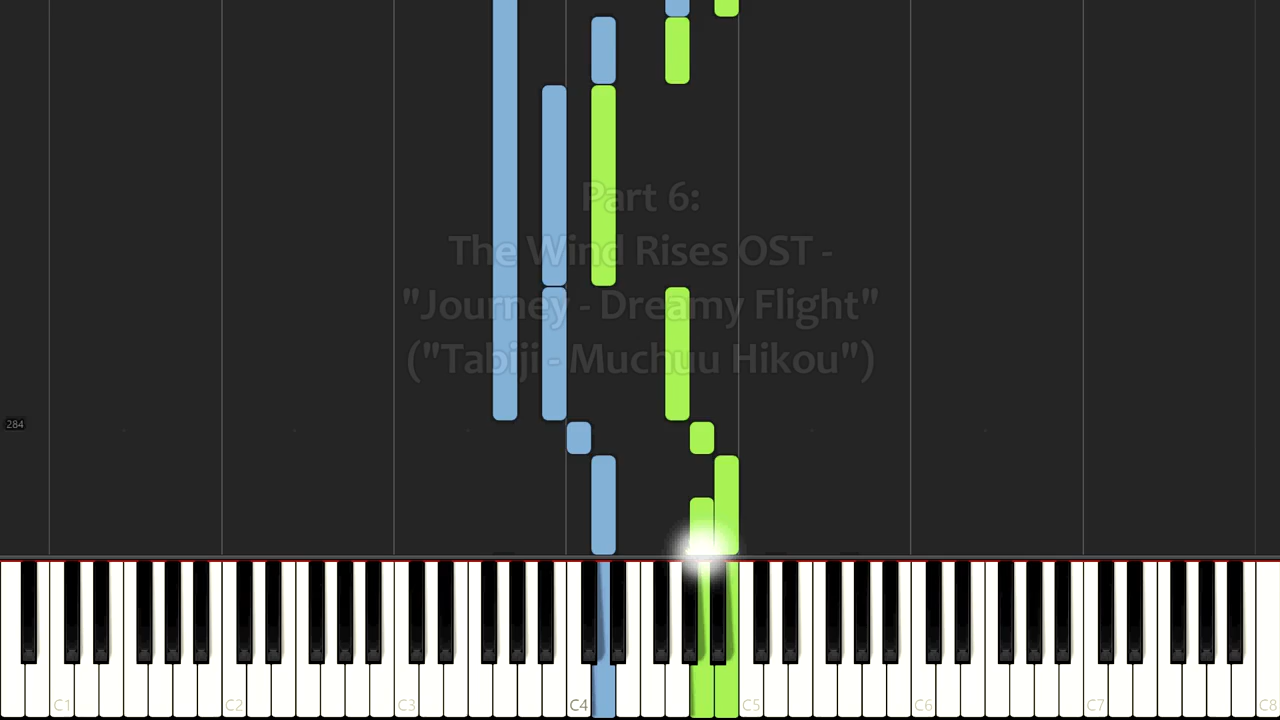 Part 6:
The Wind Rises OST -
"Journey - Dreamy Flight"
("Tabiji - Muchuu Hikou")
284
C1 C2 C3 C4 C5 C6 C7 C8